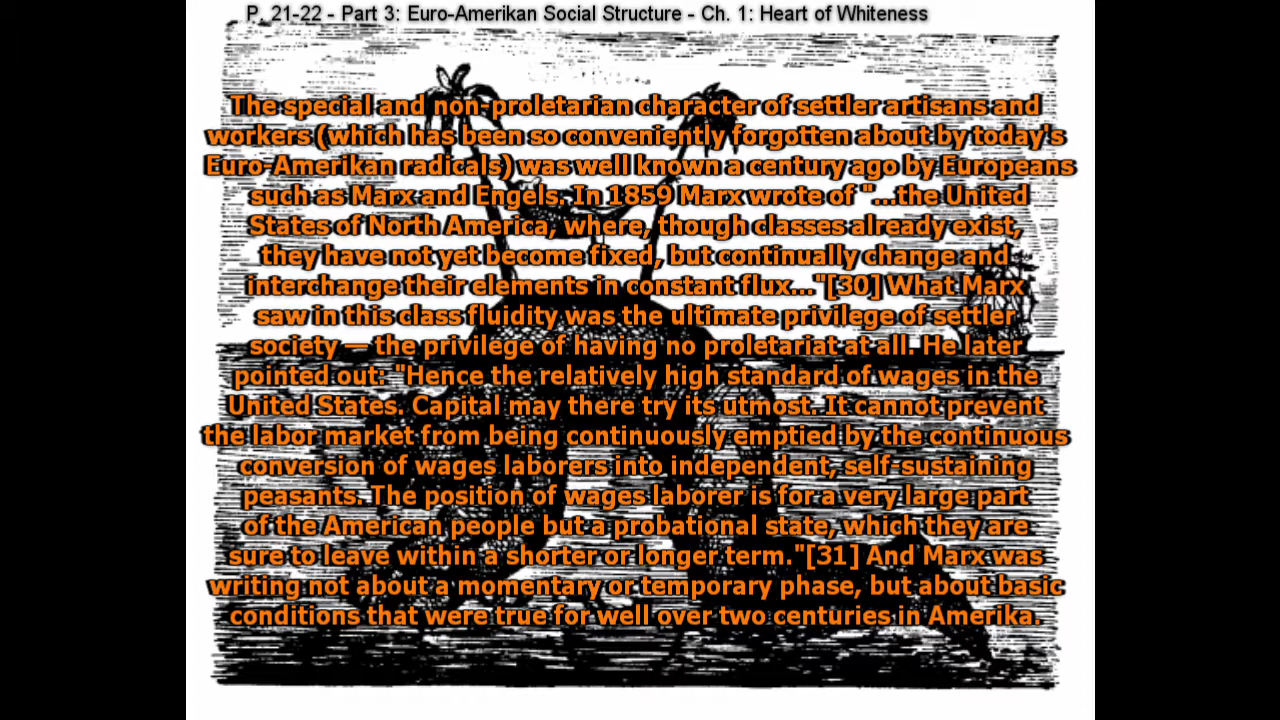 P. 21-22 - Part 3: Euro-Amerikan Social Structure - Ch. 1: Heart of Whiteness
The special and non-proletarian character of settler artisans and
workers (which has been so conveniently forgotten about by today's
Euro-Amerikan radicals) was well known a century ago by Europeans
such as Marx and Engels. In 1859 Marx wrote of "...the United
States of North America, where, though classes already exist,
they have not yet become fixed, but continually change and
interchange their elements in constant flux..."[30] What Marx
saw in this class fluidity was the ultimate privilege of settler
society — the privilege of having no proletariat at all. He later
pointed out: "Hence the relatively high standard of wages in the
United States. Capital may there try its utmost. It cannot prevent
the labor market from being continuously emptied by the continuous
conversion of wages laborers into independent, self-sustaining
peasants. The position of wages laborer is for a very large part
of the American people but a probational state, which they are
sure to leave within a shorter or longer term."[31] And Marx was
writing not about a momentary or temporary phase, but about basic
conditions that were true for well over two centuries in Amerika.